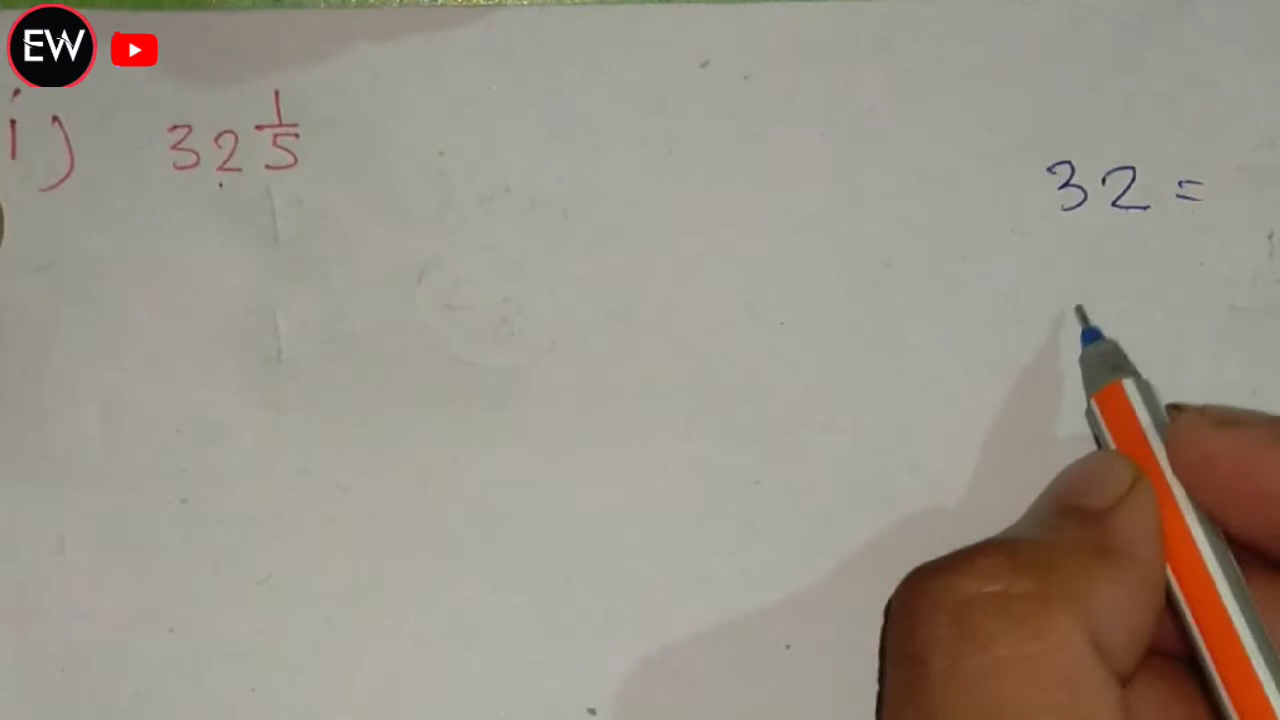 EW
i) 32^{1/5}
32 =